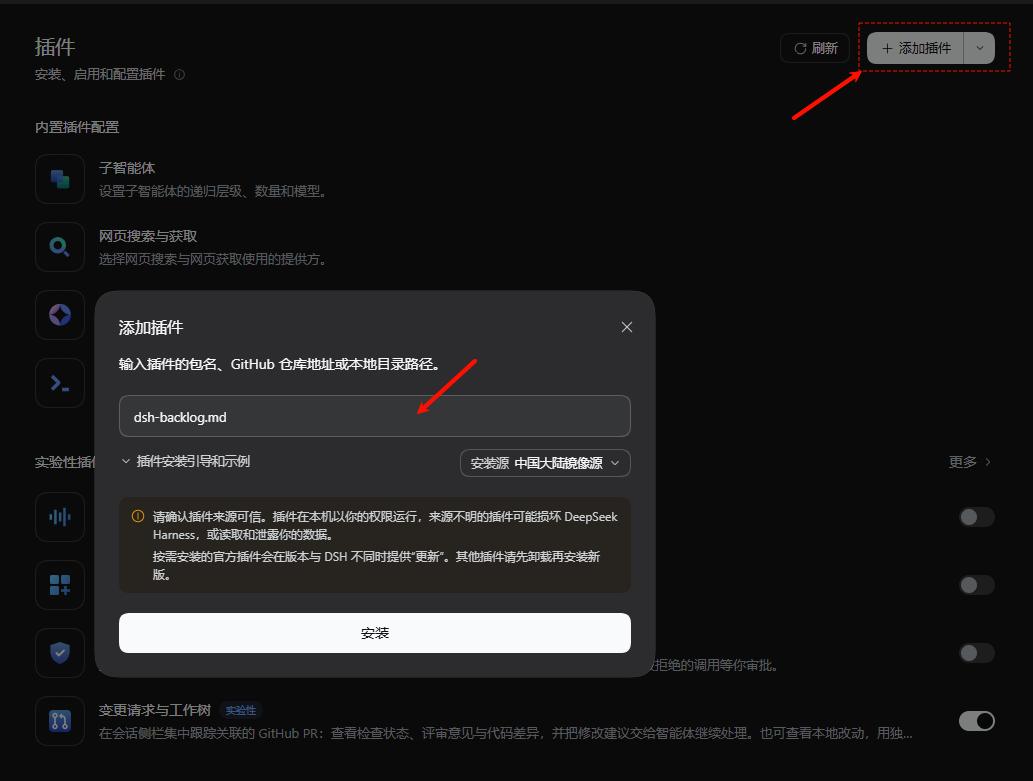 插件
安装、启用和配置插件
刷新
添加插件
内置插件配置
子智能体
设置子智能体的递归层级、数量和模型。
网页搜索与获取
选择网页搜索与网页获取使用的提供方。
添加插件
输入插件的包名、GitHub 仓库地址或本地目录路径。
dsh-backlog.md
插件安装引导和示例
安装源 中国大陆镜像源
实验性插件
更多
请确认插件来源可信。插件在本机以你的权限运行，来源不明的插件可能损坏 DeepSeek
Harness，或读取和泄露你的数据。
按需安装的官方插件会在版本与 DSH 不同时提供“更新”。其他插件请先卸载再安装新
版。
安装
拒绝的调用等你审批。
变更请求与工作树 实验性
在会话侧栏集中跟踪关联的 GitHub PR：查看检查状态、评审意见与代码差异，并把修改建议交给智能体继续处理。也可查看本地改动，用独...